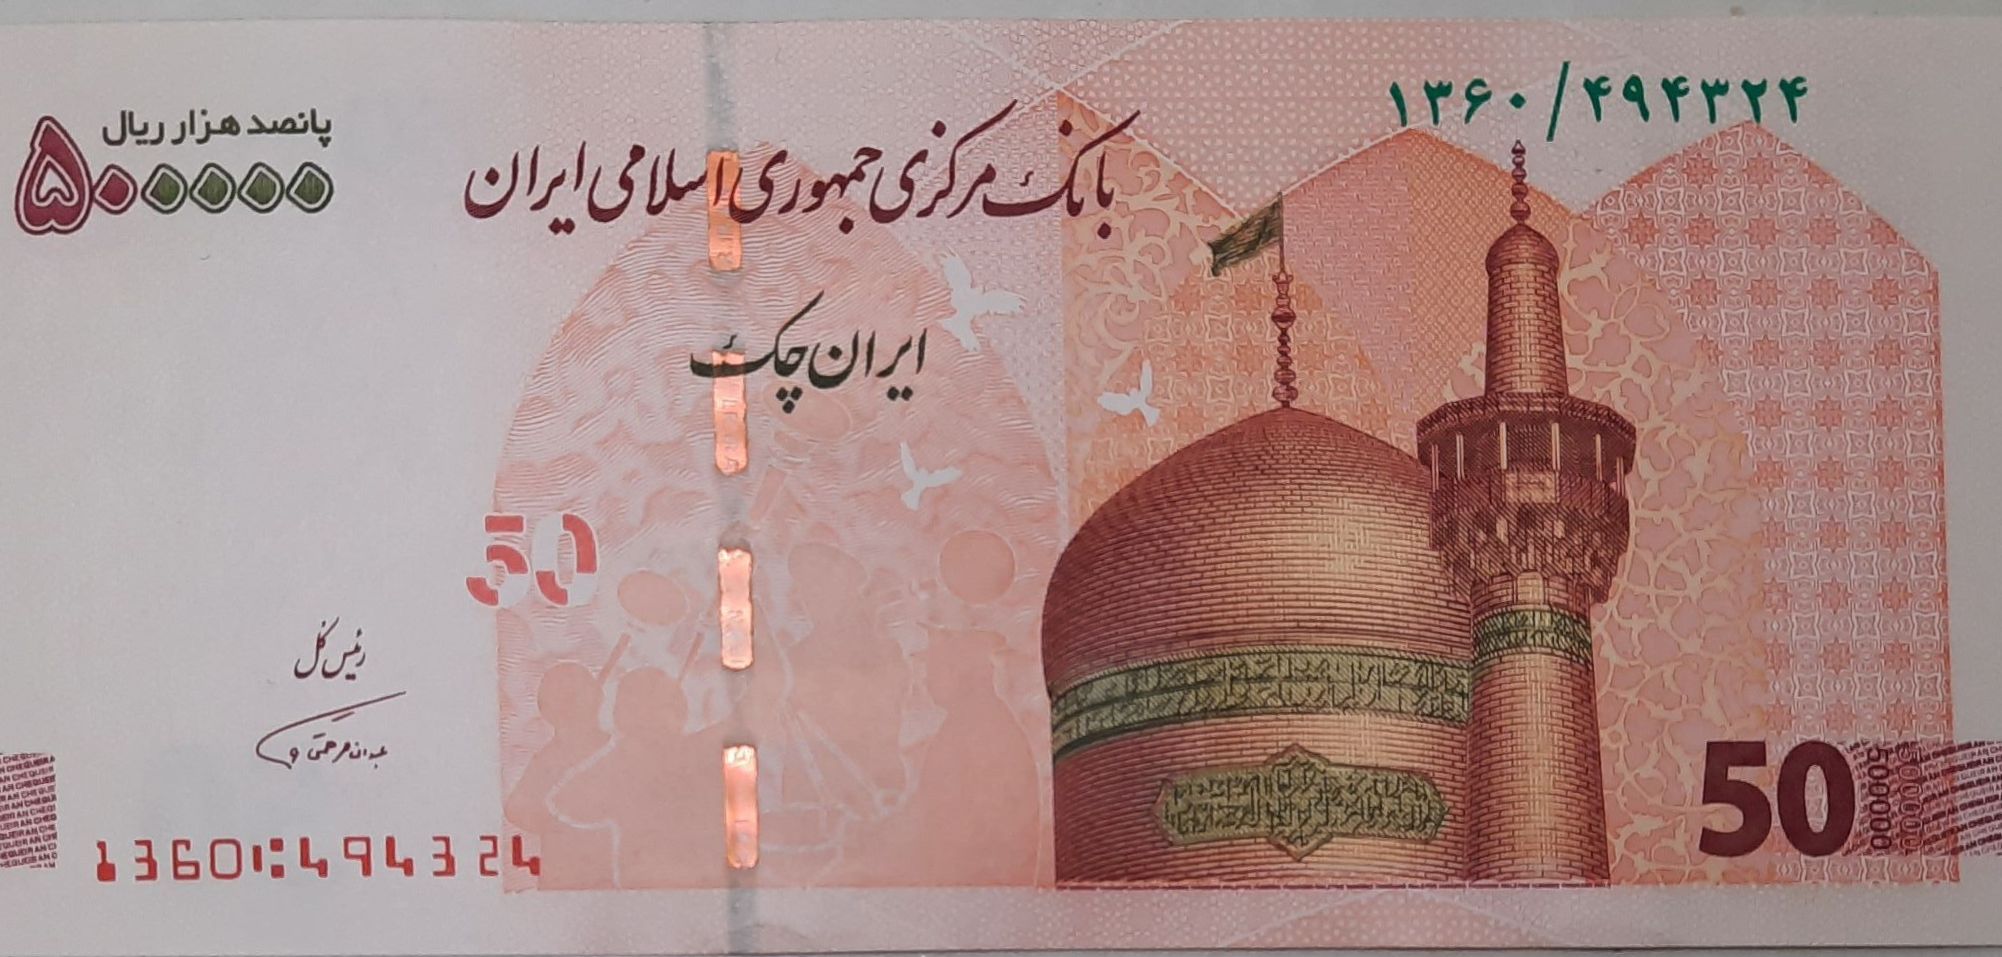 ۱۳۶۰/۴۹۴۳۲۴
بانک مرکزی جمهوری اسلامی ایران
پانصد هزار ریال
۵۰۰۰۰۰
ایران چک
50
رئیس کل
1360 494324
50
500000